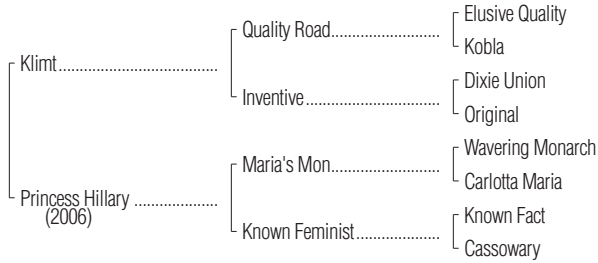 Elusive Quality
Quality Road
Kobla
Klimt
Dixie Union
Inventive
Original
Wavering Monarch
Maria's Mon
Carlotta Maria
Princess Hillary
(2006)
Known Fact
Known Feminist
Cassowary